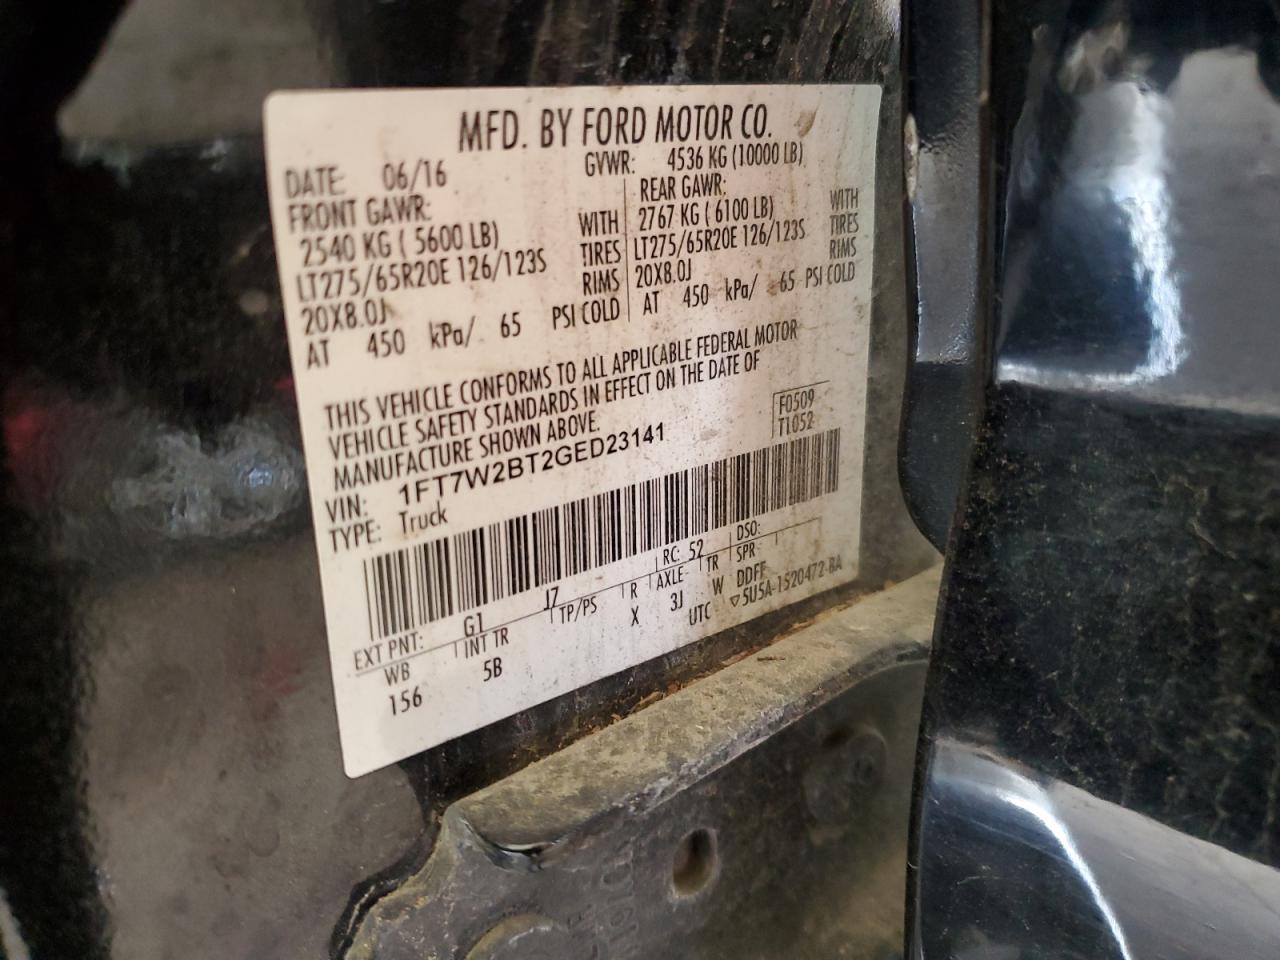 MFD. BY FORD MOTOR CO.
DATE: 06/16
GVWR: 4536 KG (10000 LB)
FRONT GAWR:
2540 KG ( 5600 LB) WITH
LT275/65R20E 126/123S TIRES
20X8.0J RIMS
AT 450 kPa/ 65 PSI COLD
REAR GAWR:
2767 KG ( 6100 LB) WITH
LT275/65R20E 126/123S TIRES
20X8.0J RIMS
AT 450 kPa/ 65 PSI COLD
THIS VEHICLE CONFORMS TO ALL APPLICABLE FEDERAL MOTOR
VEHICLE SAFETY STANDARDS IN EFFECT ON THE DATE OF
MANUFACTURE SHOWN ABOVE.
F0509
T1052
VIN: 1FT7W2BT2GED23141
TYPE: Truck
EXT PNT: G1 J7 RC: 52 DSO:
WB INT TR TP/PS R AXLE TR SPR
156 5B X 3J W DDFF
UTC ▽5U5A-1520472-BA